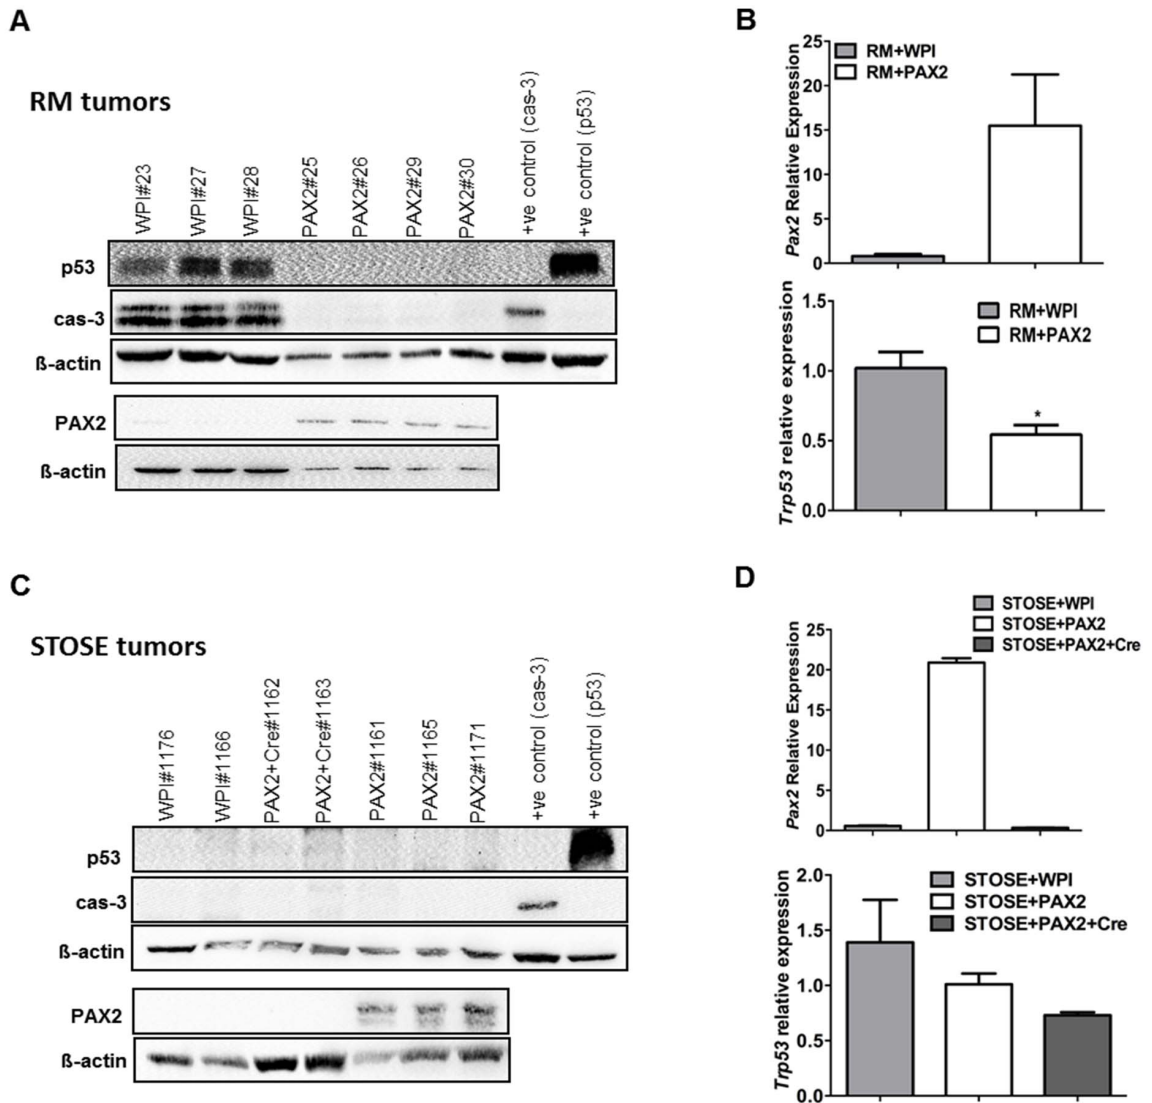 A
RM tumors
WPI#23
WPI#27
WPI#28
PAX2#25
PAX2#26
PAX2#29
PAX2#30
+ve control (cas-3)
+ve control (p53)
p53
cas-3
ß-actin
PAX2
ß-actin
B
RM+WPI
RM+PAX2
Pax2 Relative Expression
25
20
15
10
5
0
RM+WPI
RM+PAX2
Trp53 relative expression
1.5
1.0
0.5
0.0
*
C
STOSE tumors
WPI#1176
WPI#1166
PAX2+Cre#1162
PAX2+Cre#1163
PAX2#1161
PAX2#1165
PAX2#1171
+ve control (cas-3)
+ve control (p53)
p53
cas-3
ß-actin
PAX2
ß-actin
D
STOSE+WPI
STOSE+PAX2
STOSE+PAX2+Cre
Pax2 Relative Expression
25
20
15
10
5
0
STOSE+WPI
STOSE+PAX2
STOSE+PAX2+Cre
Trp53 relative expression
2.0
1.5
1.0
0.5
0.0